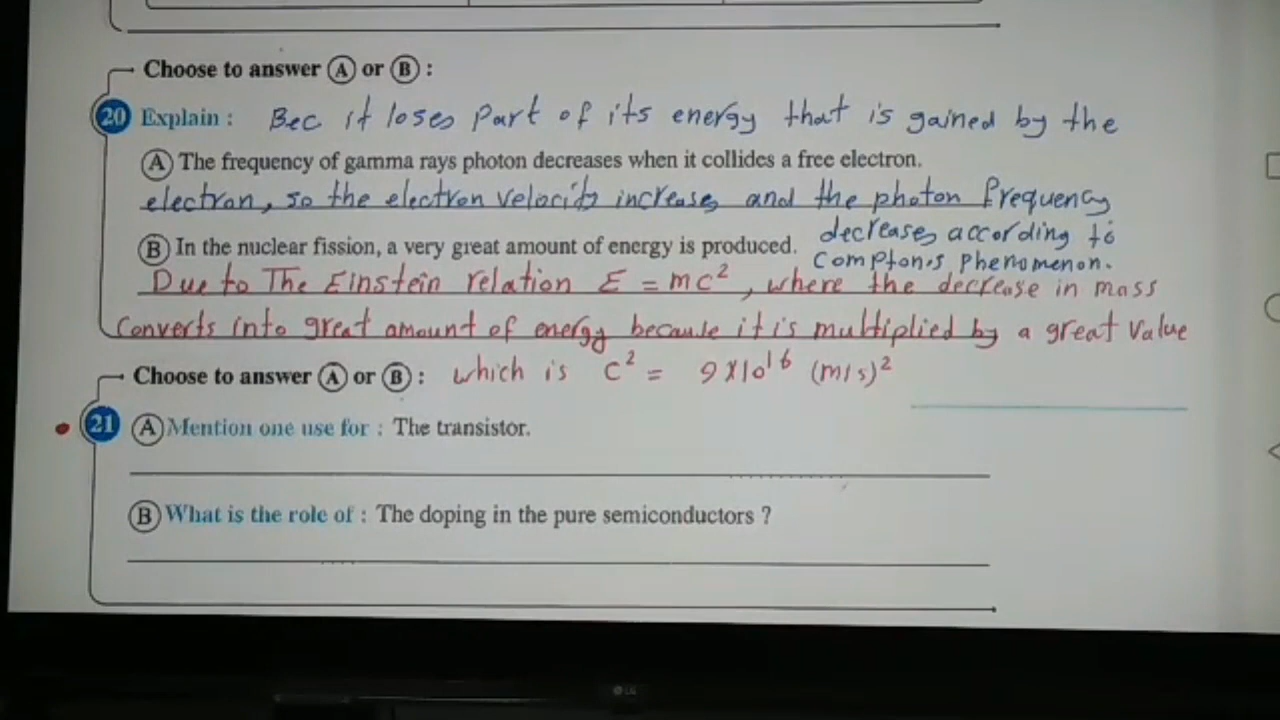 Choose to answer (A) or (B) :
20 Explain : Bec it loses part of its energy that is gained by the
(A) The frequency of gamma rays photon decreases when it collides a free electron.
electron, so the electron velocity increases and the photon frequency
decreases according to
(B) In the nuclear fission, a very great amount of energy is produced.
Compton,s phenomenon.
Due to The Einstein relation E = mc², where the decrease in mass
Converts into great amount of energy because it is multiplied by a great value
Choose to answer (A) or (B) : which is c² = 9x10¹⁶ (m/s)²
21 (A) Mention one use for : The transistor.
(B) What is the role of : The doping in the pure semiconductors ?
LG